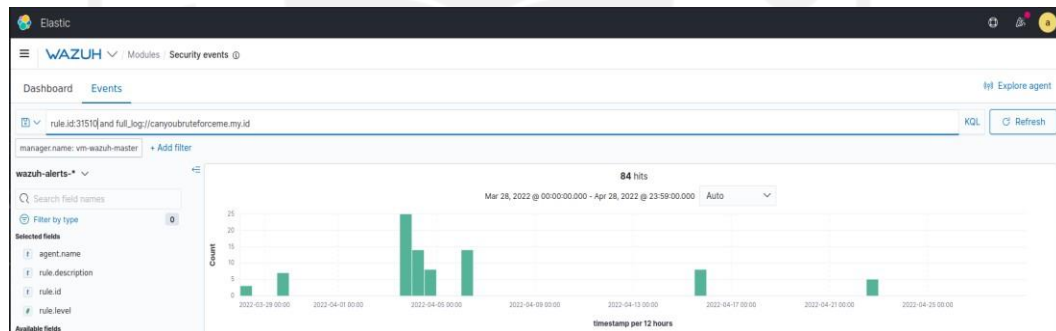 Elastic
a
WAZUH / Modules / Security events
Dashboard Events Explore agent
rule.id:31510 and full_log://canyoubruteforceme.my.id KQL Refresh
manager.name: vm-wazuh-master + Add filter
wazuh-alerts-*
84 hits
Search field names
Mar 28, 2022 @ 00:00:00.000 - Apr 28, 2022 @ 23:59:00.000 Auto
Filter by type 0
Selected fields
t agent.name
t rule.description
t rule.id
# rule.level
Available fields
Count
25
20
15
10
5
0
2022-03-29 00:00 2022-04-01 00:00 2022-04-05 00:00 2022-04-09 00:00 2022-04-13 00:00 2022-04-17 00:00 2022-04-21 00:00 2022-04-25 00:00
timestamp per 12 hours